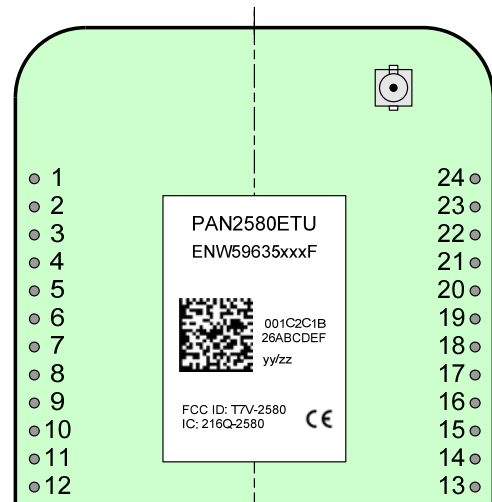 1 24
2 23
3 22
PAN2580ETU
4 21
ENW59635xxxF
5 20
6 19
001C2C1B
26ABCDEF
7 18
yy/zz
8 17
9 16
FCC ID: T7V-2580
IC: 216Q-2580
CE
10 15
11 14
12 13